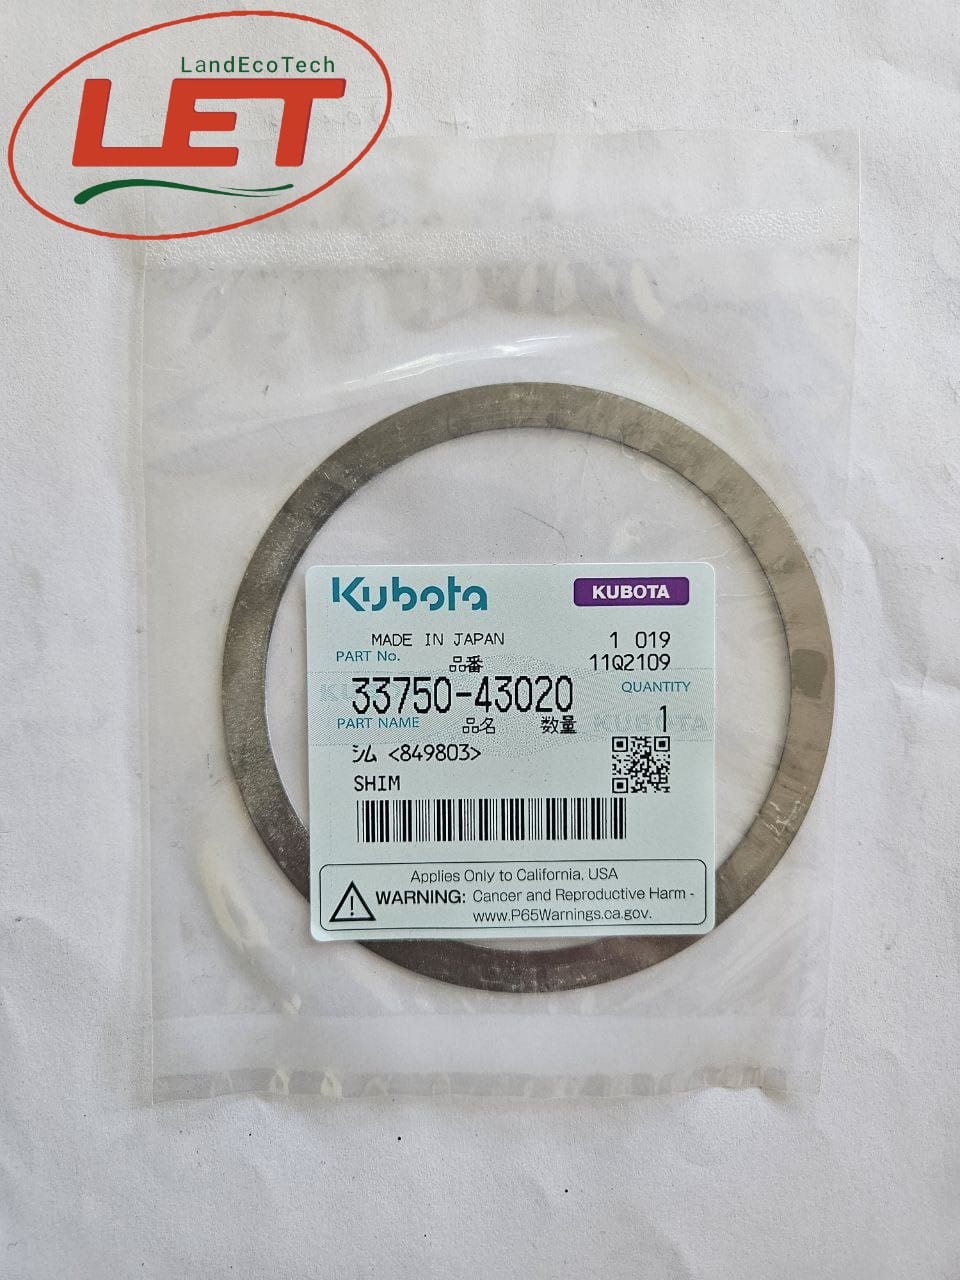 LandEcoTech
LET
Kubota
KUBOTA
MADE IN JAPAN
1 019
PART No.
品番
11Q2109
33750-43020
QUANTITY
PART NAME
品名
数量
1
KUBOTA
シム <849803>
SHIM
Applies Only to California, USA
WARNING: Cancer and Reproductive Harm -
www.P65Warnings.ca.gov.